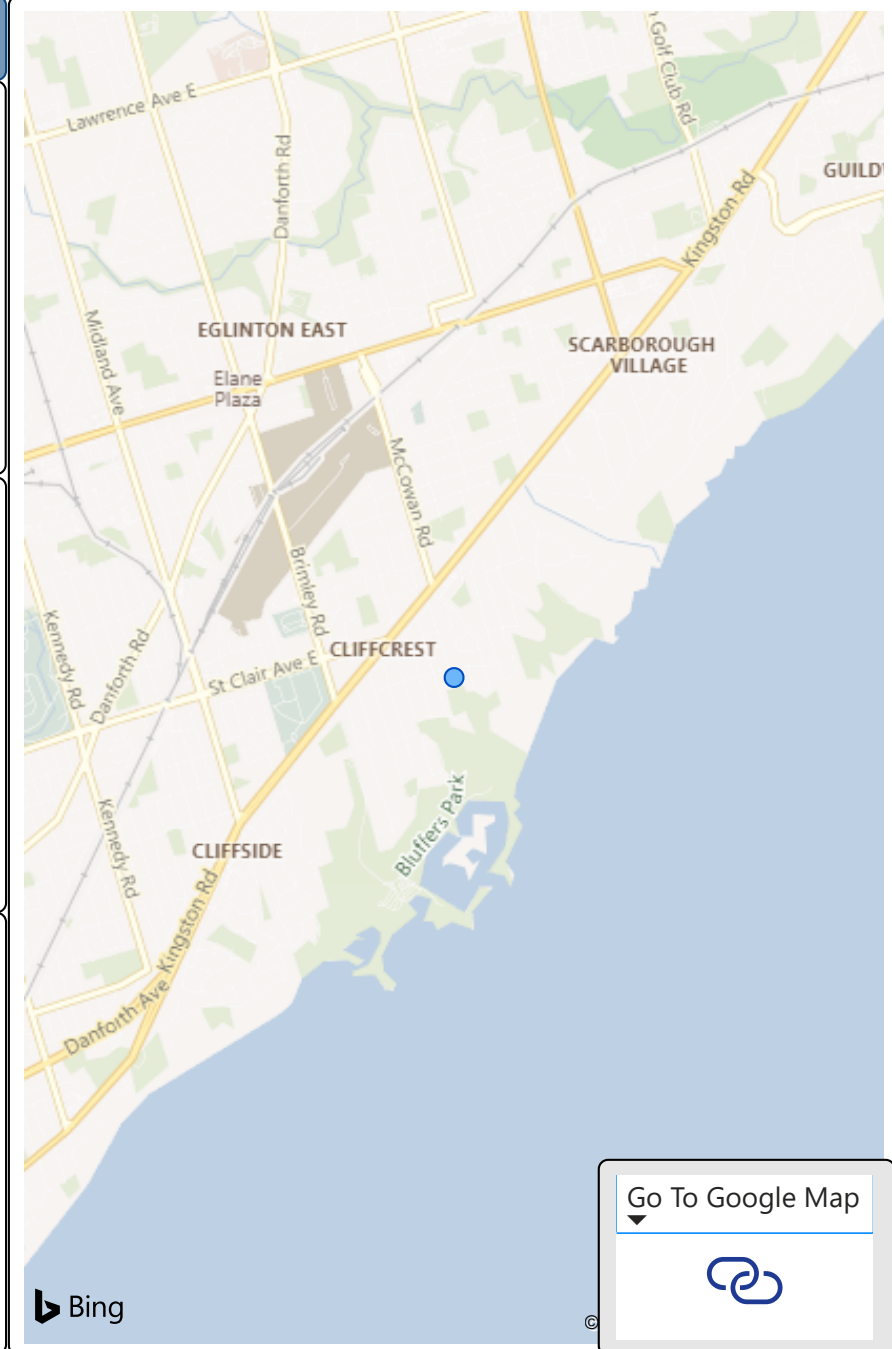 Golf Club Rd
Lawrence Ave E
Danforth Rd
Kingston Rd
EGLINTON EAST
Midland Ave
SCARBOROUGH
VILLAGE
Elane
Plaza
McCowan Rd
Brimley Rd
Kennedy Rd
Danforth Rd
CLIFFCREST
St Clair Ave E
Bluffers Park
Kennedy Rd
CLIFFSIDE
Kingston Rd
Danforth Ave
Go To Google Map
Bing
©